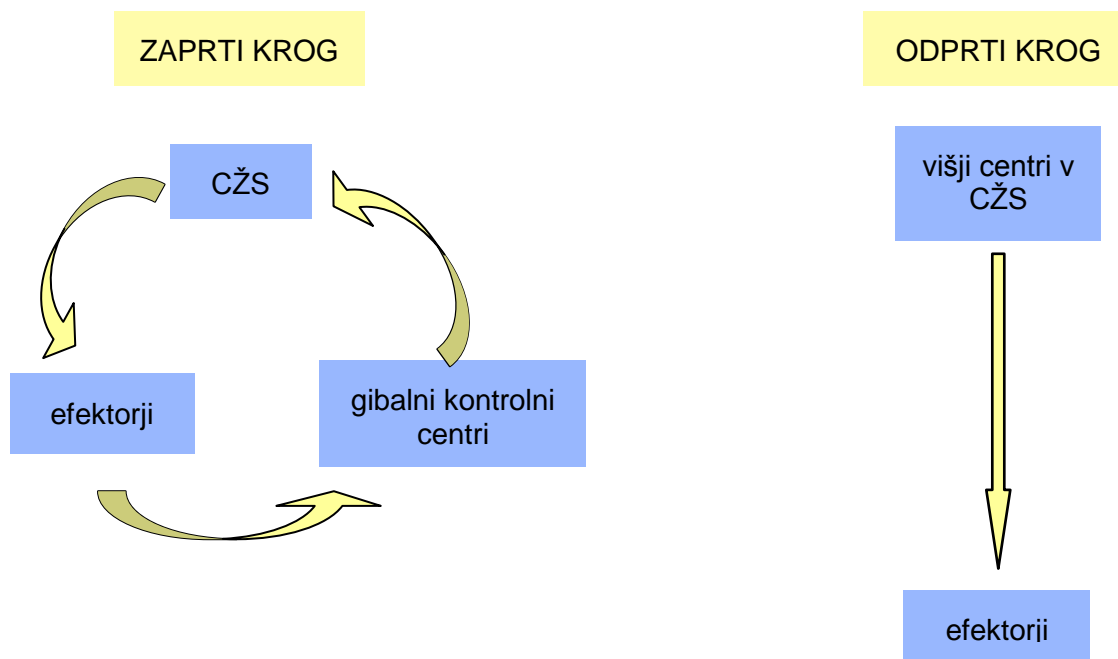 ZAPRTI KROG
ODPRTI KROG
CŽS
efektorji
gibalni kontrolni
centri
višji centri v
CŽS
efektorji